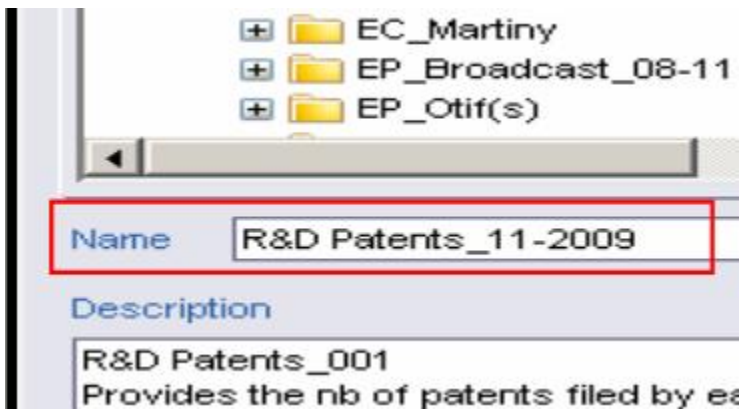 EC_Martiny
EP_Broadcast_08-11
EP_Otif(s)
Name R&D Patents_11-2009
Description
R&D Patents_001
Provides the nb of patents filed by